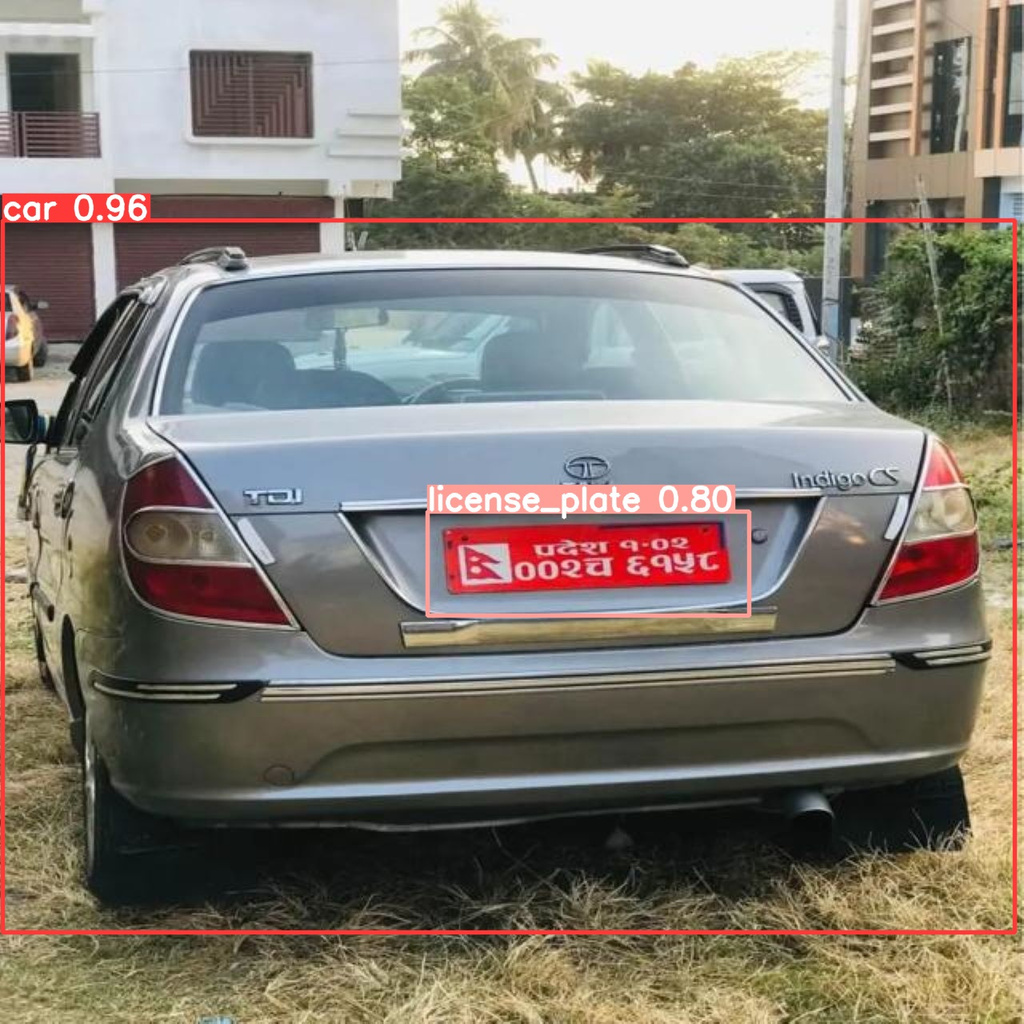 car 0.96
TDI
Indigo CS
license_plate 0.80
प्रदेश १-०२
००२च ६१५८